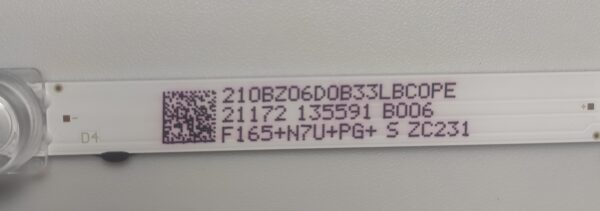 210BZ06D0B33LBC0PE
21172 135591 B006
F165+N7U+PG+ S ZC231
D4